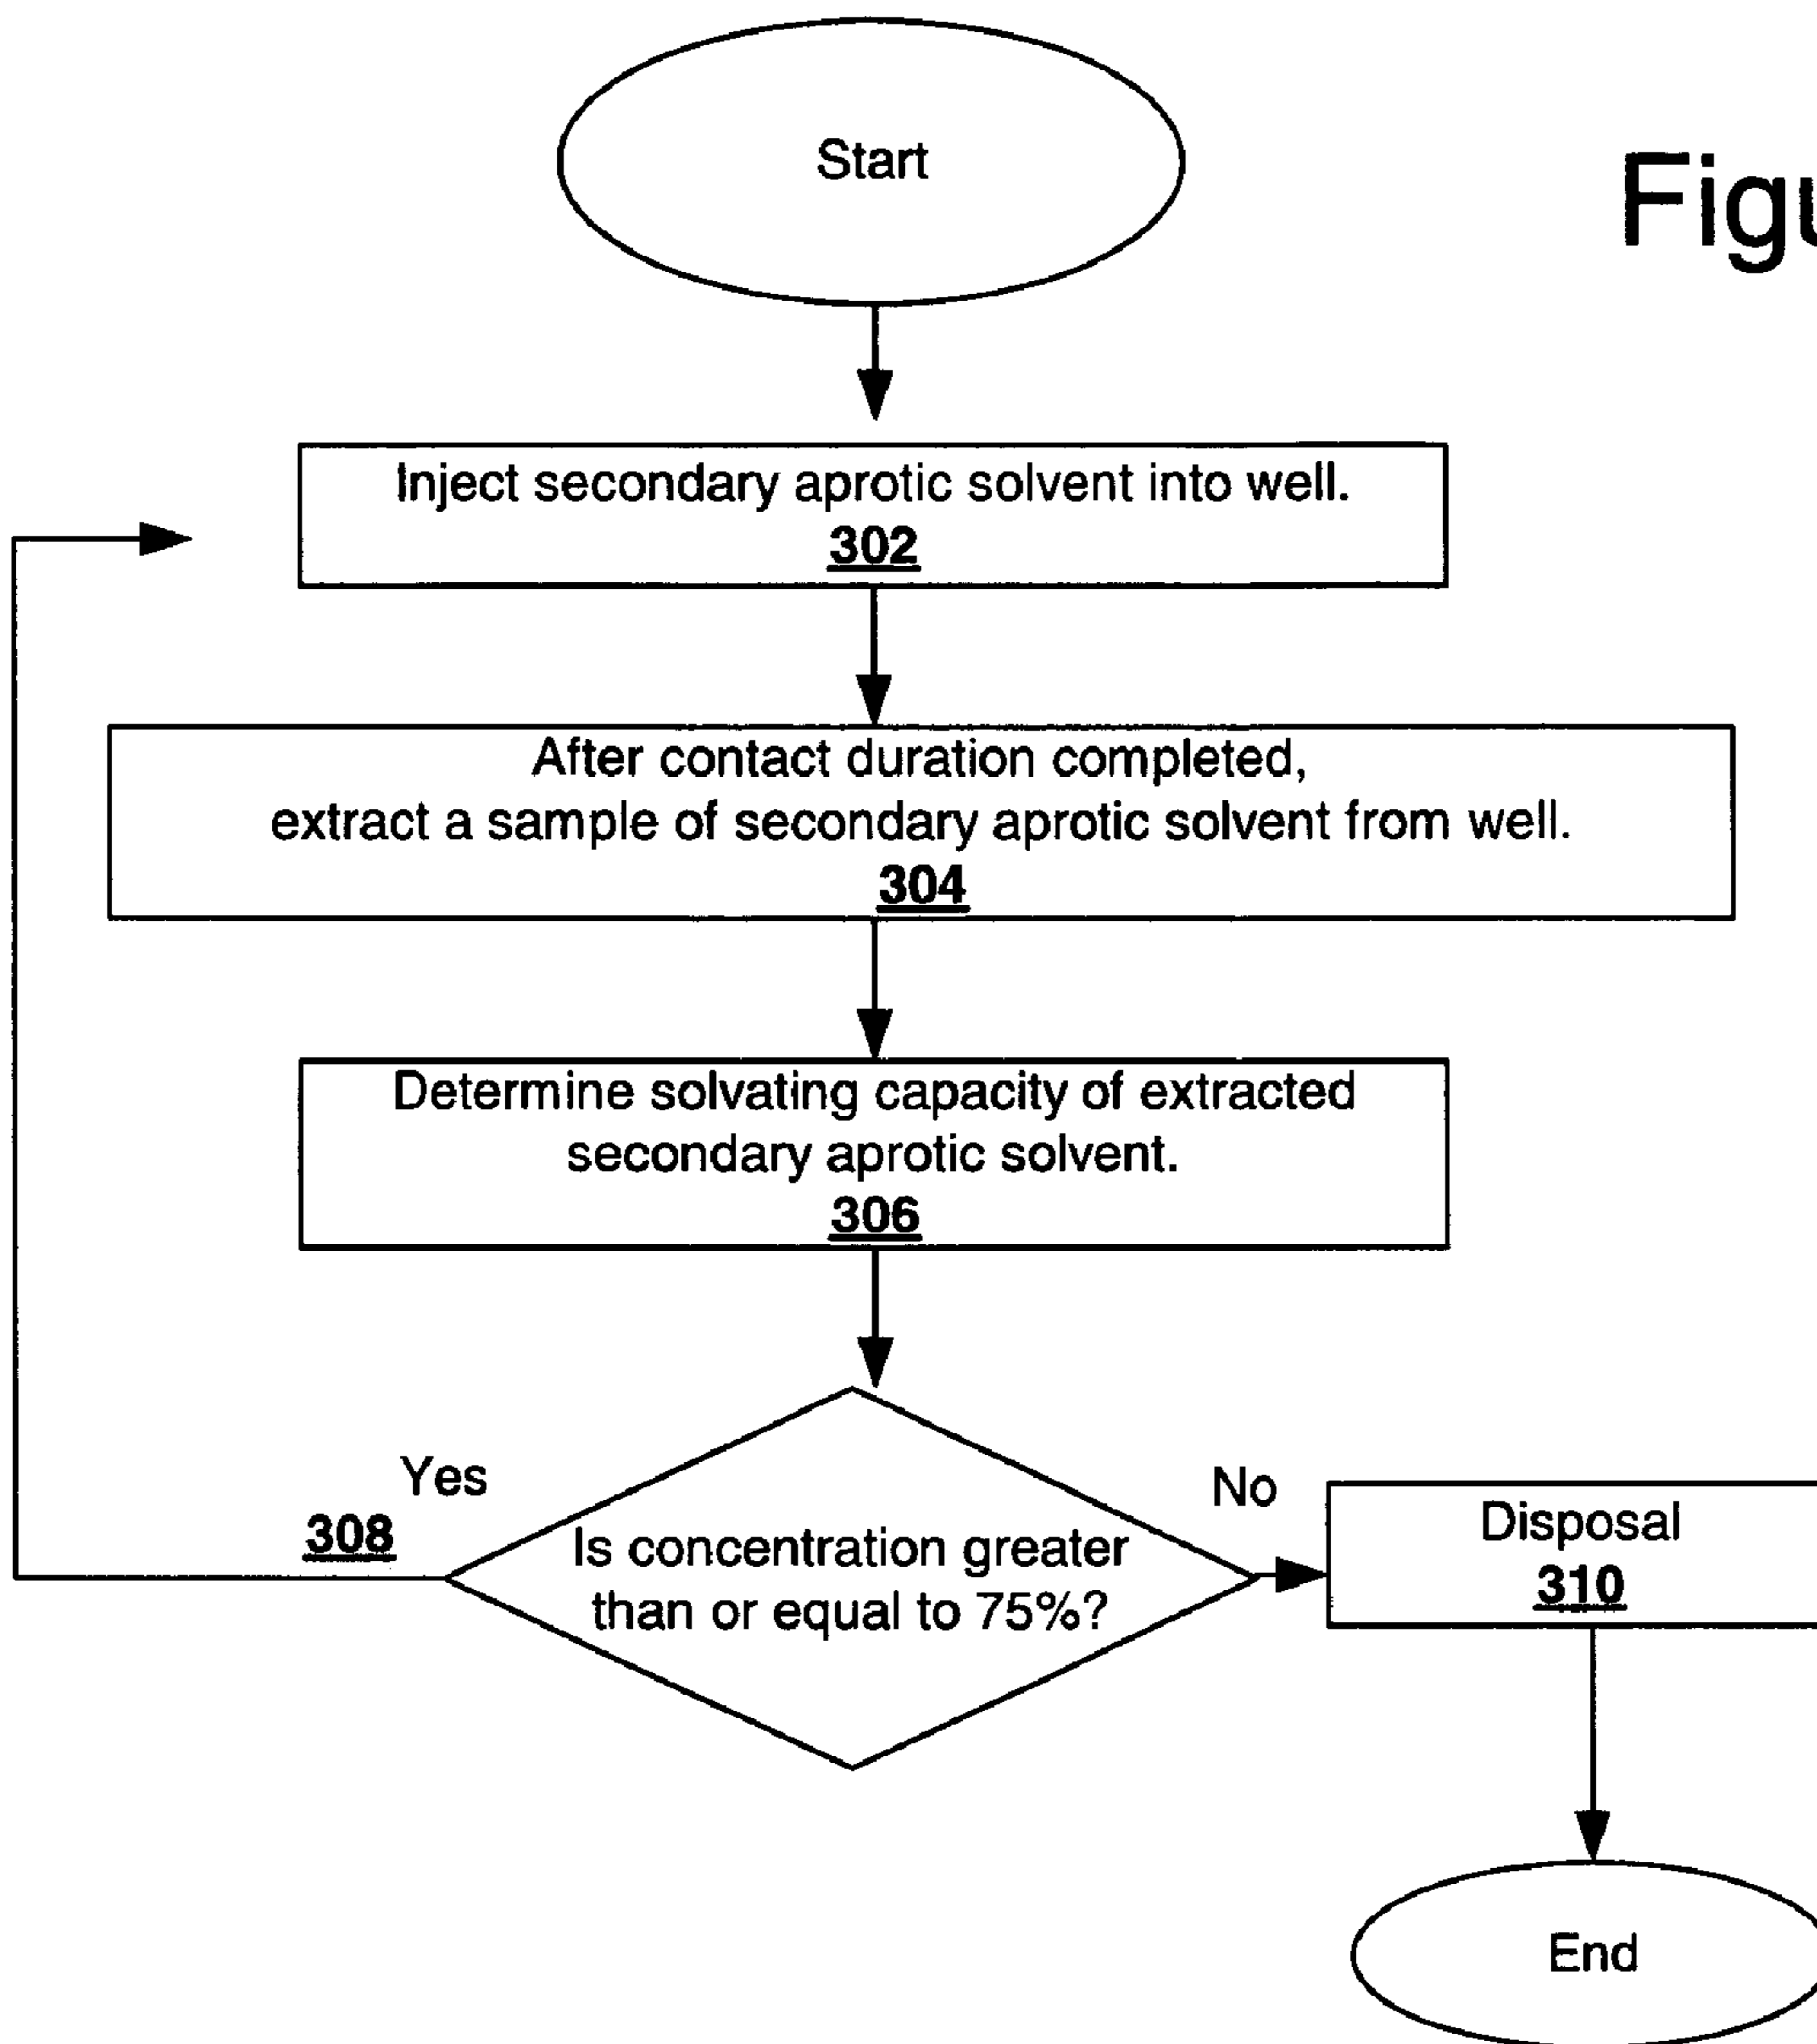 Start
Figu
Inject secondary aprotic solvent into well.
302
After contact duration completed,
extract a sample of secondary aprotic solvent from well.
304
Determine solvating capacity of extracted
secondary aprotic solvent.
306
Yes
308
Is concentration greater
than or equal to 75%?
No
Disposal
310
End